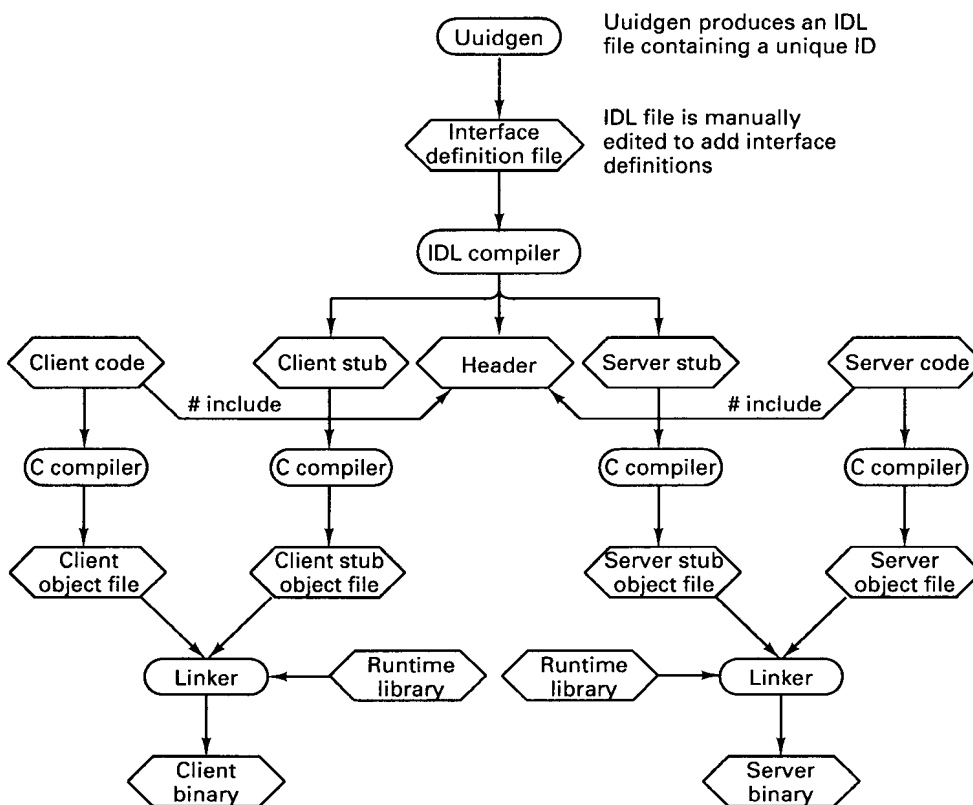 Uuidgen
Uuidgen produces an IDL
file containing a unique ID
Interface
definition file
IDL file is manually
edited to add interface
definitions
IDL compiler
Client code
Client stub
Header
Server stub
Server code
# include
# include
C compiler
C compiler
C compiler
C compiler
Client
object file
Client stub
object file
Server stub
object file
Server
object file
Linker
Runtime
library
Runtime
library
Linker
Client
binary
Server
binary